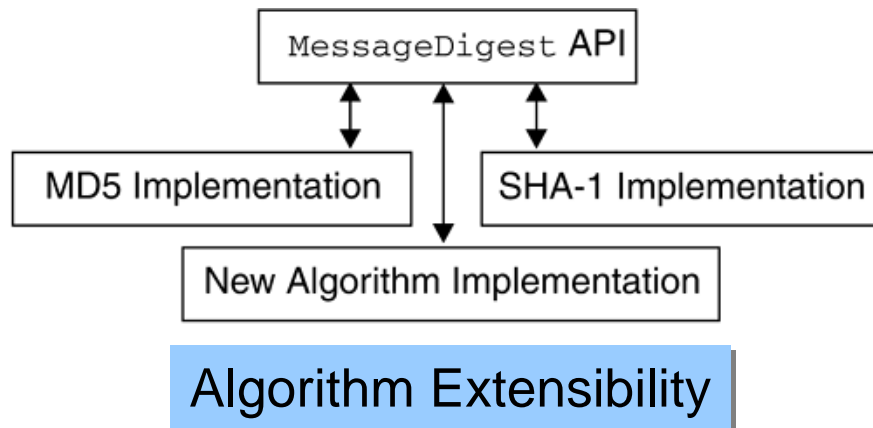 MessageDigest API
MD5 Implementation
SHA-1 Implementation
New Algorithm Implementation
Algorithm Extensibility